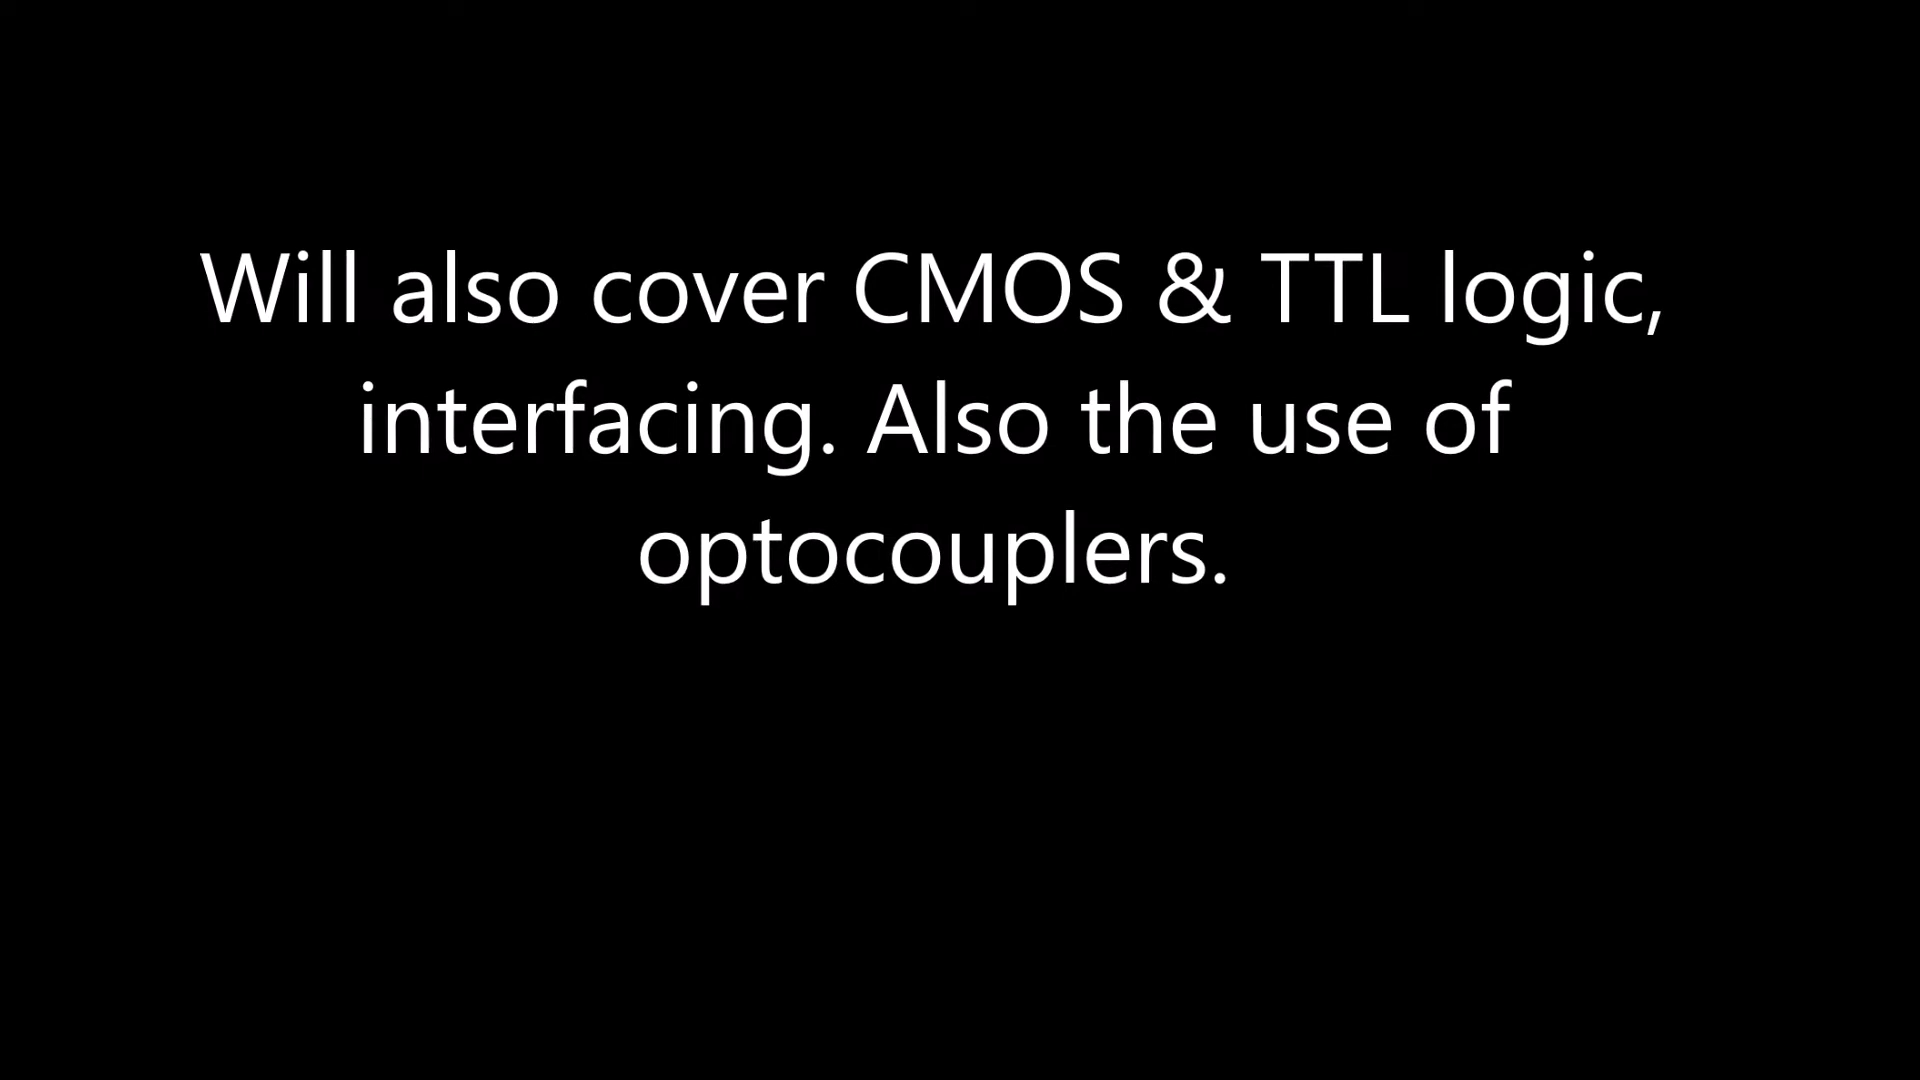 Will also cover CMOS & TTL logic,
interfacing. Also the use of
optocouplers.